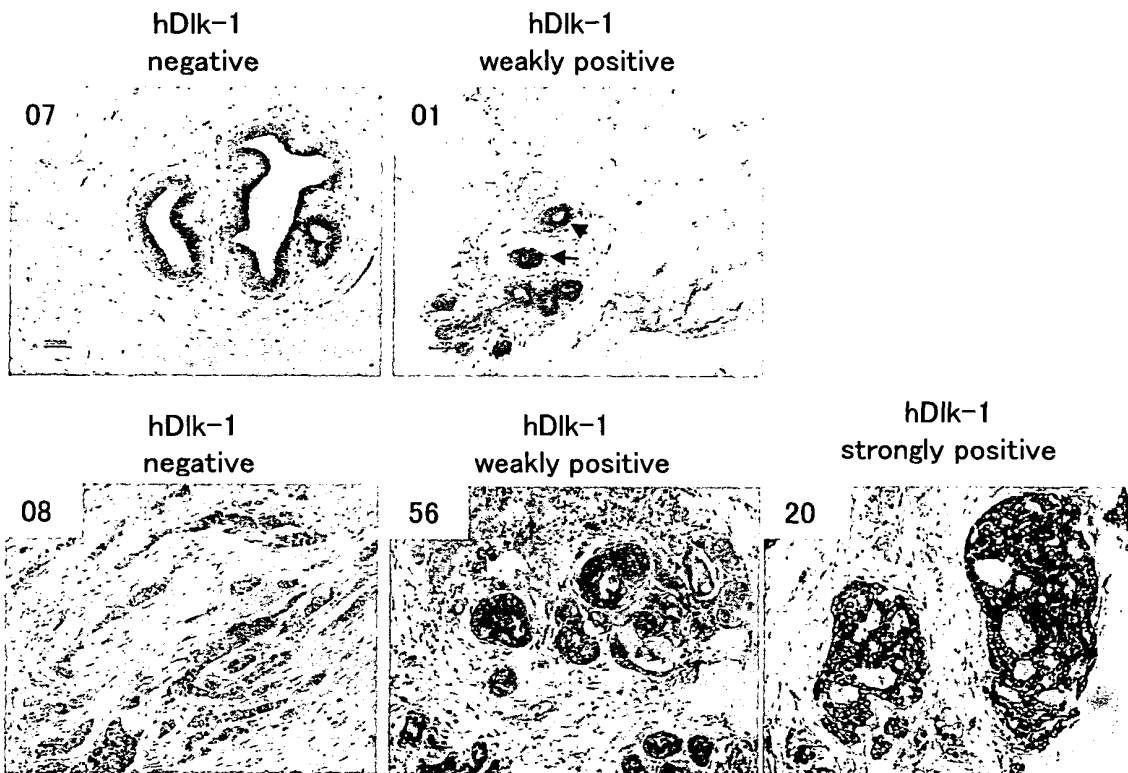 hDlk-1
negative
hDlk-1
weakly positive
07
01
hDlk-1
negative
hDlk-1
weakly positive
hDlk-1
strongly positive
08
56
20